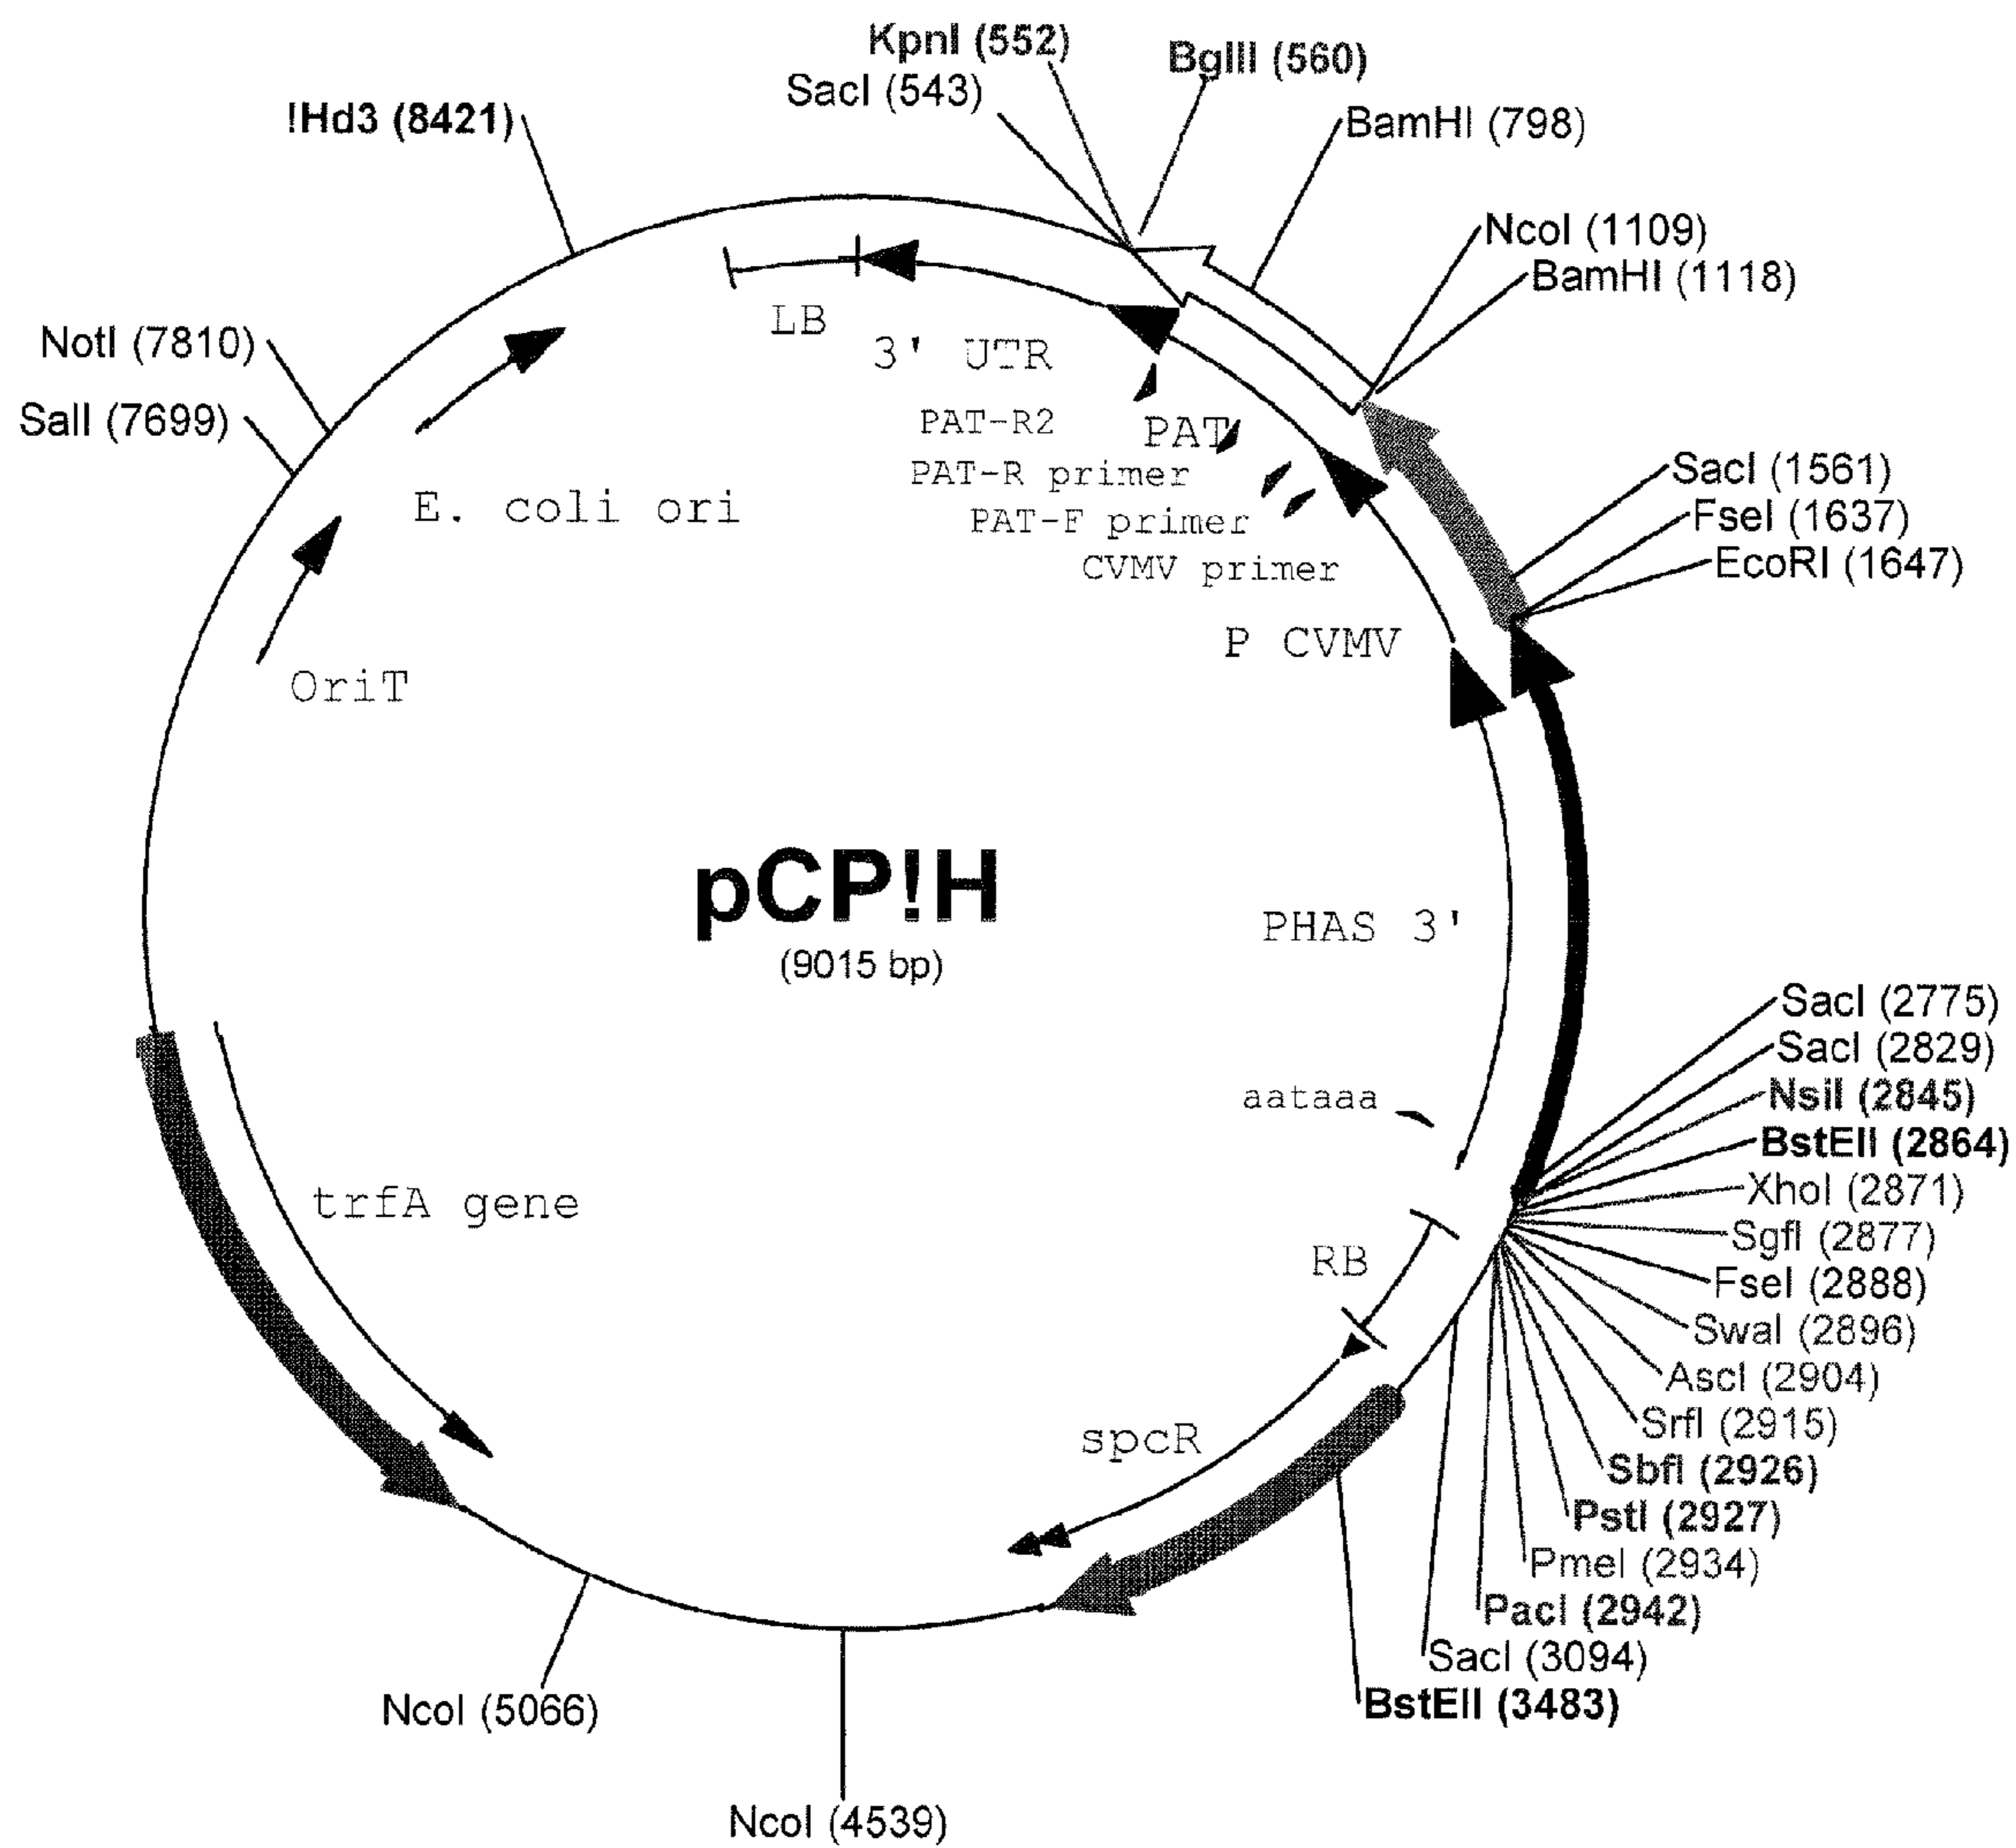 KpnI (552)
BglII (560)
SacI (543)
!Hd3 (8421)
BamHI (798)
NcoI (1109)
BamHI (1118)
LB
3' UTR
NotI (7810)
SalI (7699)
PAT-R2
PAT
PAT-R primer
PAT-F primer
CVMV primer
SacI (1561)
FseI (1637)
EcoRI (1647)
E. coli ori
P CVMV
OriT
pCP!H
(9015 bp)
PHAS 3'
SacI (2775)
SacI (2829)
NsiI (2845)
BstEII (2864)
XhoI (2871)
SgfI (2877)
FseI (2888)
SwaI (2896)
AscI (2904)
SrfI (2915)
SbfI (2926)
PstI (2927)
PmeI (2934)
PacI (2942)
SacI (3094)
BstEII (3483)
aataaa
trfA gene
RB
spcR
NcoI (5066)
NcoI (4539)